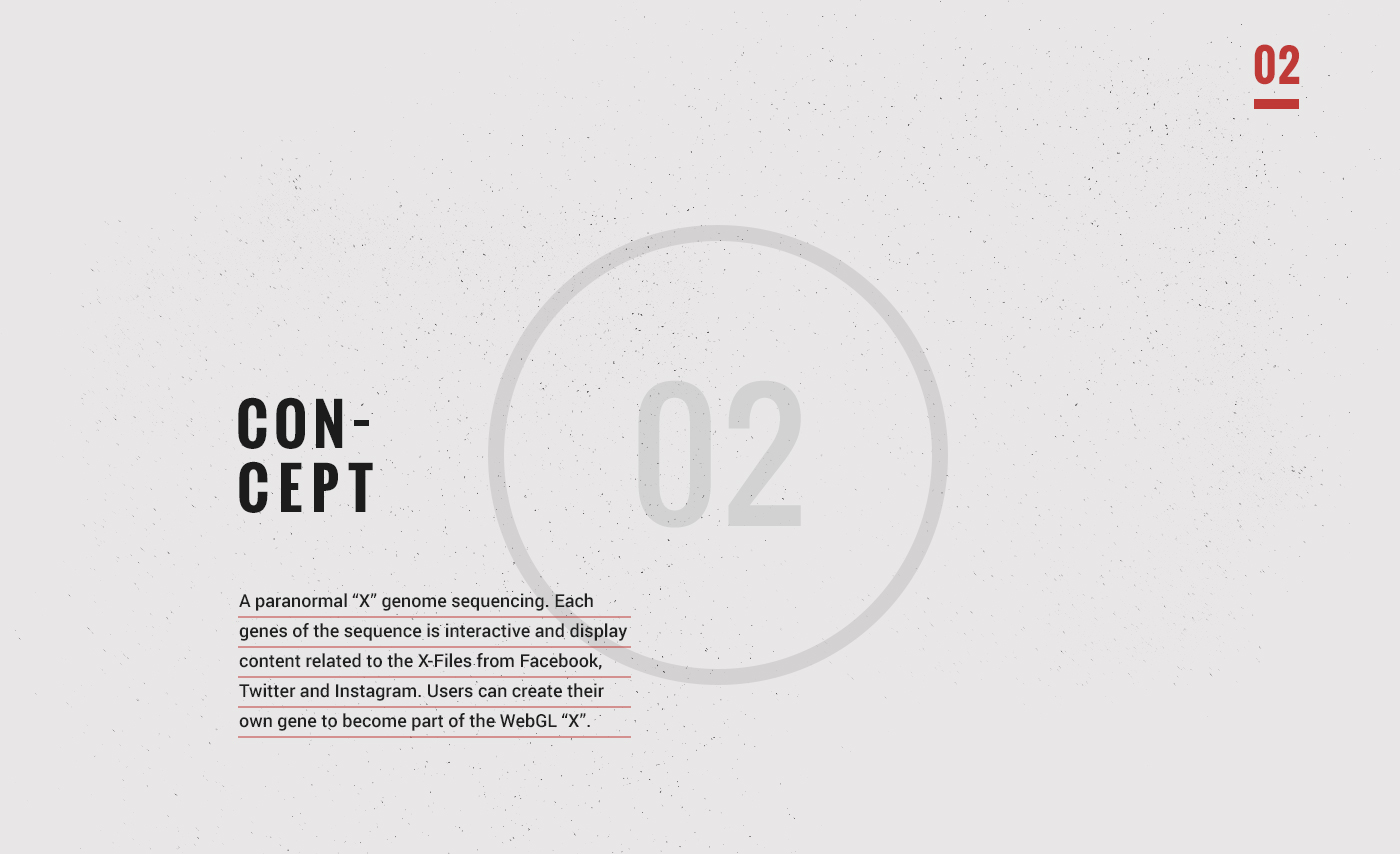 02
02
CON-
CEPT
A paranormal “X” genome sequencing. Each
genes of the sequence is interactive and display
content related to the X-Files from Facebook,
Twitter and Instagram. Users can create their
own gene to become part of the WebGL “X”.